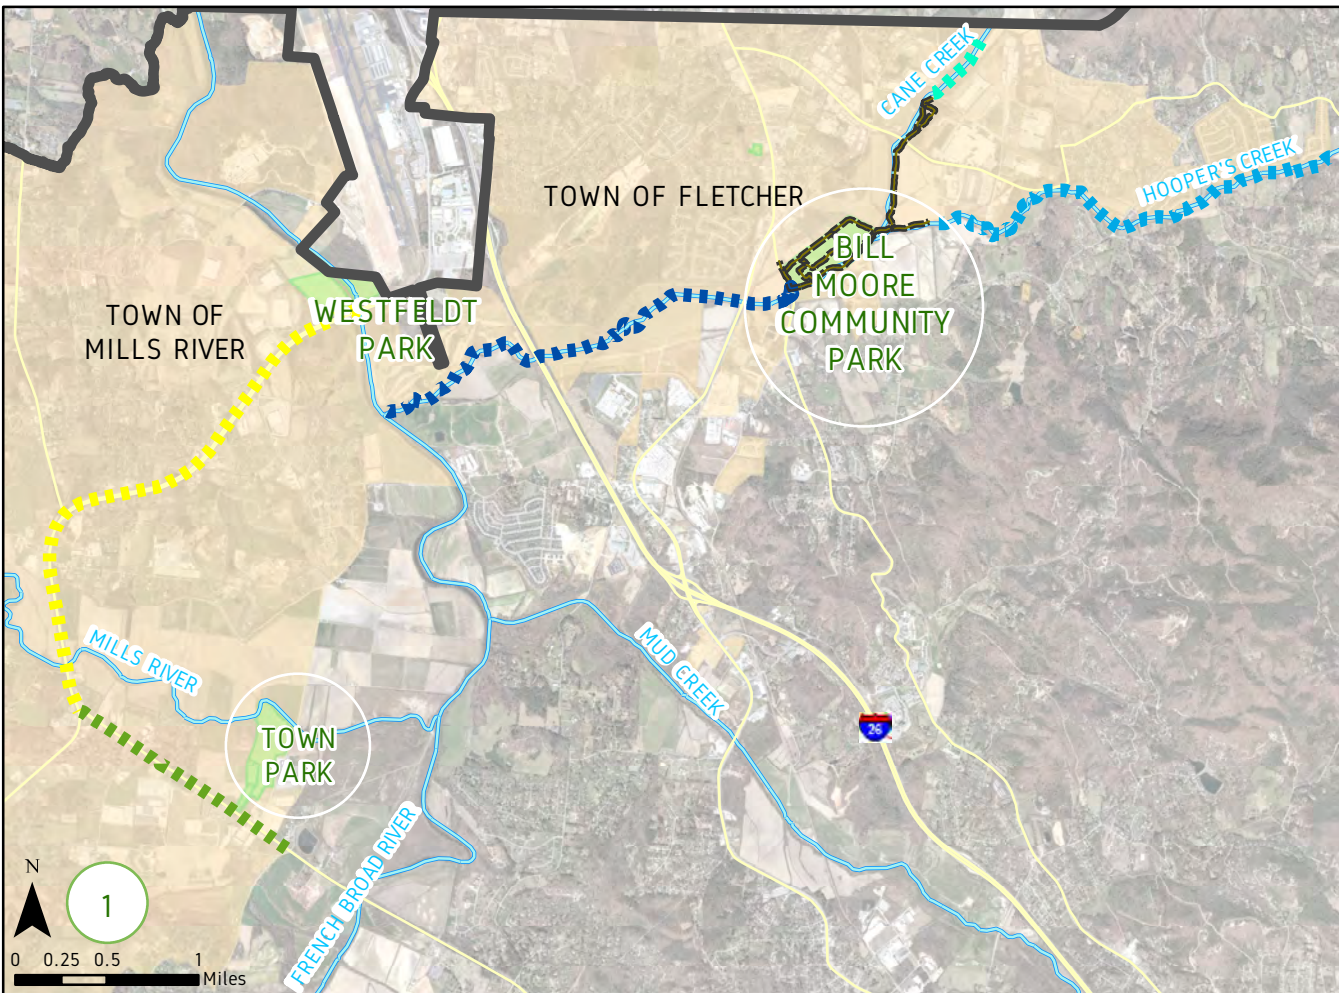 CANE CREEK
HOOPER'S CREEK
TOWN OF FLETCHER
BILL
MOORE
COMMUNITY
PARK
WESTFELDT
PARK
TOWN OF
MILLS RIVER
MILLS RIVER
MUD CREEK
26
TOWN
PARK
FRENCH BROAD RIVER
N
1
0 0.25 0.5 1
Miles